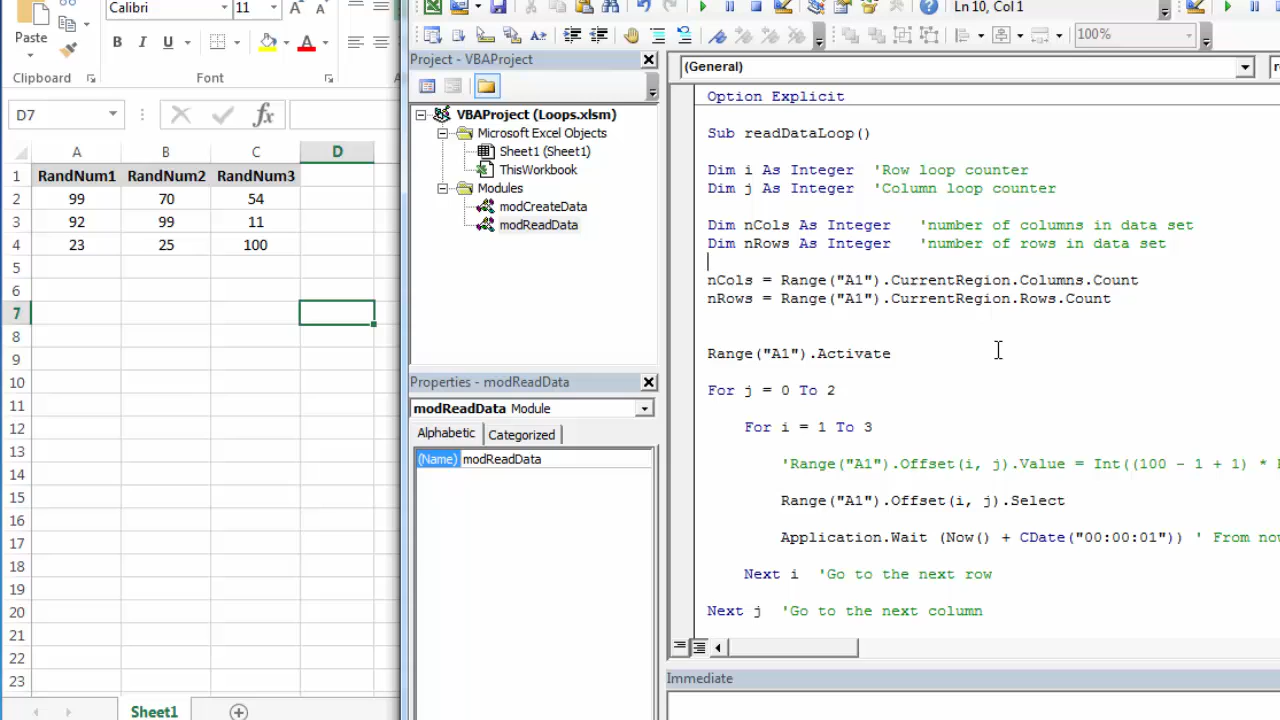 Calibri
11
Paste
B I U
Clipboard
Font
D7
fx
A B C D
1 RandNum1 RandNum2 RandNum3
2 99 70 54
3 92 99 11
4 23 25 100
5
6
7
8
9
10
11
12
13
14
15
16
17
18
19
20
21
22
23
Sheet1
Ln 10, Col 1
100%
Project - VBAProject
VBAProject (Loops.xlsm)
Microsoft Excel Objects
Sheet1 (Sheet1)
ThisWorkbook
Modules
modCreateData
modReadData
Properties - modReadData
modReadData Module
Alphabetic Categorized
(Name) modReadData
(General)
Option Explicit
Sub readDataLoop()
Dim i As Integer 'Row loop counter
Dim j As Integer 'Column loop counter
Dim nCols As Integer 'number of columns in data set
Dim nRows As Integer 'number of rows in data set
nCols = Range("A1").CurrentRegion.Columns.Count
nRows = Range("A1").CurrentRegion.Rows.Count
Range("A1").Activate
For j = 0 To 2
For i = 1 To 3
'Range("A1").Offset(i, j).Value = Int((100 - 1 + 1) *
Range("A1").Offset(i, j).Select
Application.Wait (Now() + CDate("00:00:01")) ' From now
Next i 'Go to the next row
Next j 'Go to the next column
Immediate